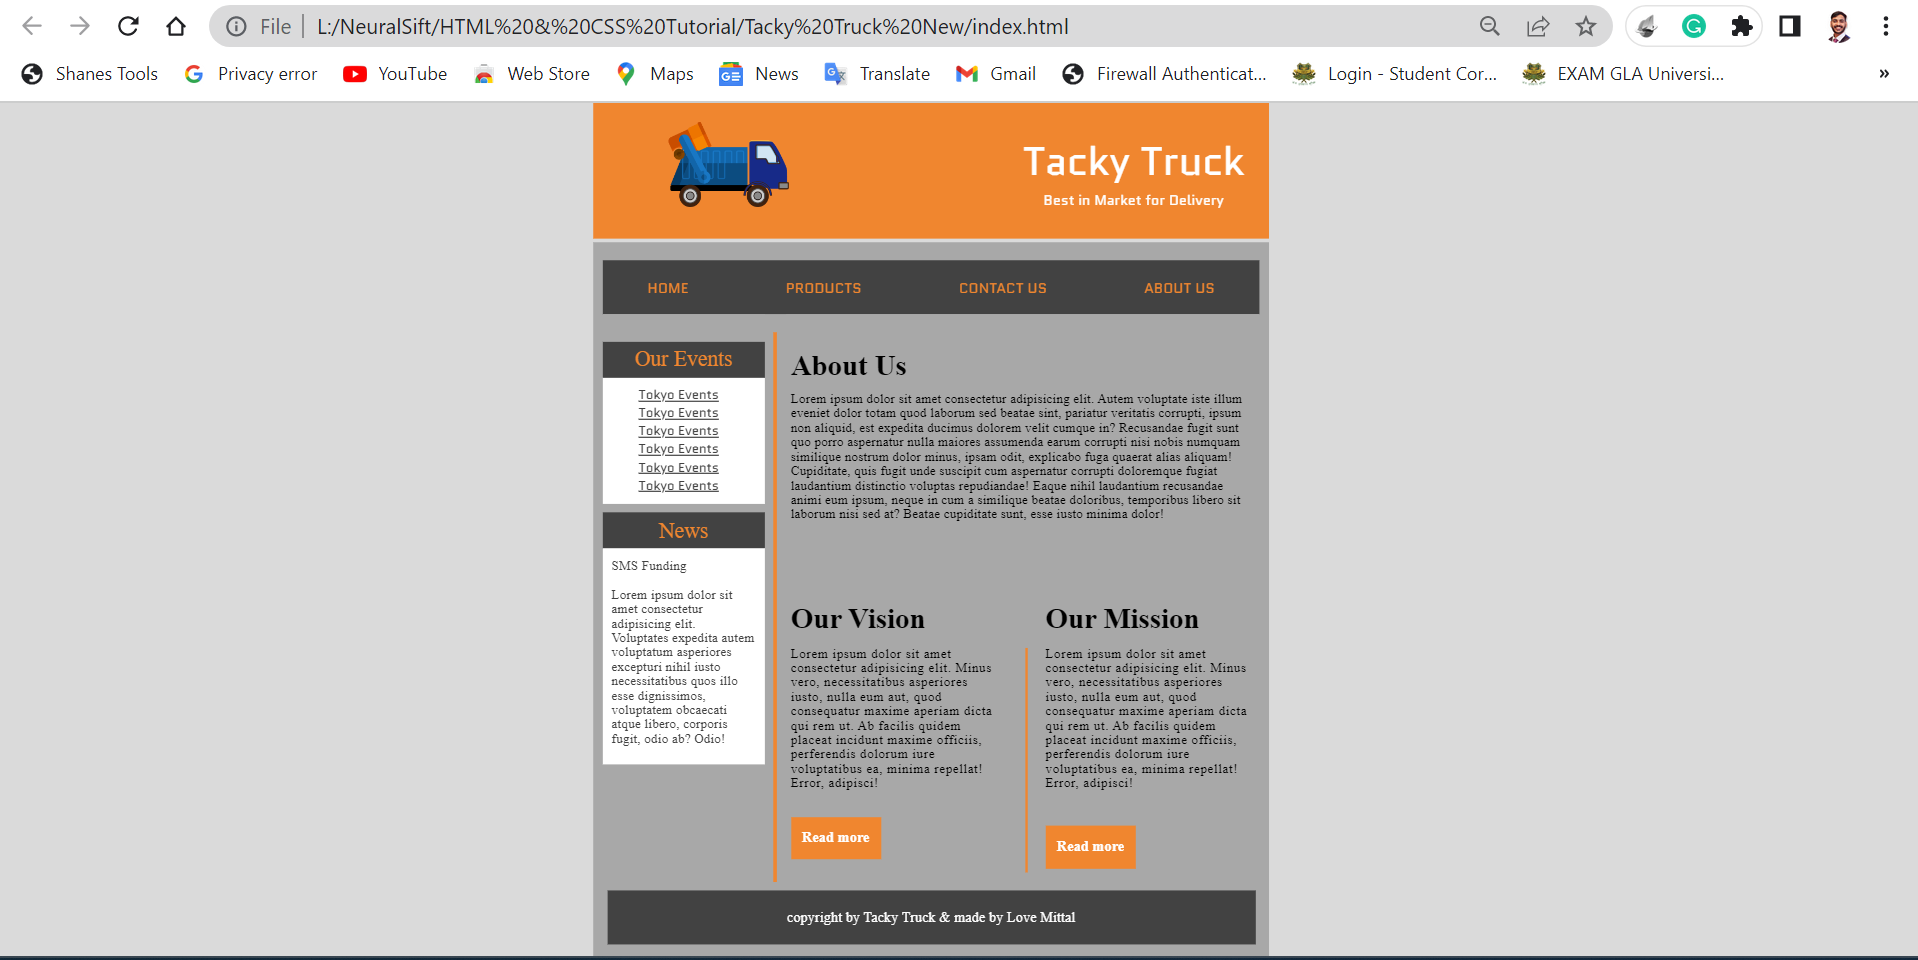 File | L:/NeuralSift/HTML%20&%20CSS%20Tutorial/Tacky%20Truck%20New/index.html
Shanes Tools Privacy error YouTube Web Store Maps News Translate Gmail Firewall Authenticat... Login - Student Cor... EXAM GLA Universi... »
Tacky Truck
Best in Market for Delivery
HOME PRODUCTS CONTACT US ABOUT US
Our Events
Tokyo Events
Tokyo Events
Tokyo Events
Tokyo Events
Tokyo Events
Tokyo Events
News
SMS Funding
Lorem ipsum dolor sit
amet consectetur
adipisicing elit.
Voluptates expedita autem
voluptatum asperiores
excepturi nihil iusto
necessitatibus quos illo
esse dignissimos,
voluptatem obcaecati
atque libero, corporis
fugit, odio ab? Odio!
About Us
Lorem ipsum dolor sit amet consectetur adipisicing elit. Autem voluptate iste illum
eveniet dolor totam quod laborum sed beatae sint, pariatur veritatis corrupti, ipsum
non aliquid, est expedita ducimus dolorem velit cumque in? Recusandae fugit sunt
quo porro aspernatur nulla maiores assumenda earum corrupti nisi nobis numquam
similique nostrum dolor minus, ipsam odit, explicabo fuga quaerat alias aliquam!
Cupiditate, quis fugit unde suscipit cum aspernatur corrupti doloremque fugiat
laudantium distinctio voluptas repudiandae! Eaque nihil laudantium recusandae
animi eum ipsum, neque in cum a similique beatae doloribus, temporibus libero sit
laborum nisi sed at? Beatae cupiditate sunt, esse iusto minima dolor!
Our Vision
Lorem ipsum dolor sit amet
consectetur adipisicing elit. Minus
vero, necessitatibus asperiores
iusto, nulla eum aut, quod
consequatur maxime aperiam dicta
qui rem ut. Ab facilis quidem
placeat incidunt maxime officiis,
perferendis dolorum iure
voluptatibus ea, minima repellat!
Error, adipisci!
Read more
Our Mission
Lorem ipsum dolor sit amet
consectetur adipisicing elit. Minus
vero, necessitatibus asperiores
iusto, nulla eum aut, quod
consequatur maxime aperiam dicta
qui rem ut. Ab facilis quidem
placeat incidunt maxime officiis,
perferendis dolorum iure
voluptatibus ea, minima repellat!
Error, adipisci!
Read more
copyright by Tacky Truck & made by Love Mittal